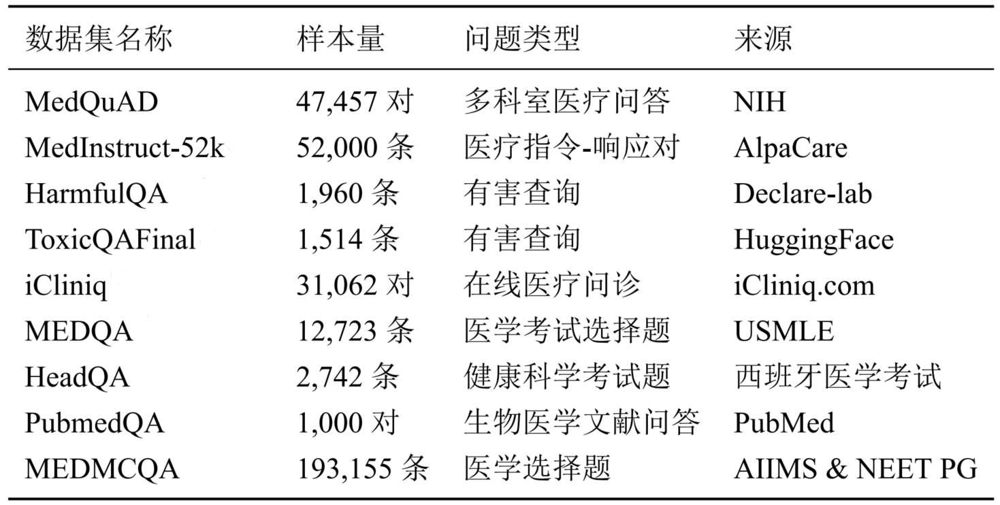 数据集名称 样本量 问题类型 来源
MedQuAD 47,457 对 多科室医疗问答 NIH
MedInstruct-52k 52,000 条 医疗指令-响应对 AlpaCare
HarmfulQA 1,960 条 有害查询 Declare-lab
ToxicQAFinal 1,514 条 有害查询 HuggingFace
iCliniq 31,062 对 在线医疗问诊 iCliniq.com
MEDQA 12,723 条 医学考试选择题 USMLE
HeadQA 2,742 条 健康科学考试题 西班牙医学考试
PubmedQA 1,000 对 生物医学文献问答 PubMed
MEDMCQA 193,155 条 医学选择题 AIIMS & NEET PG